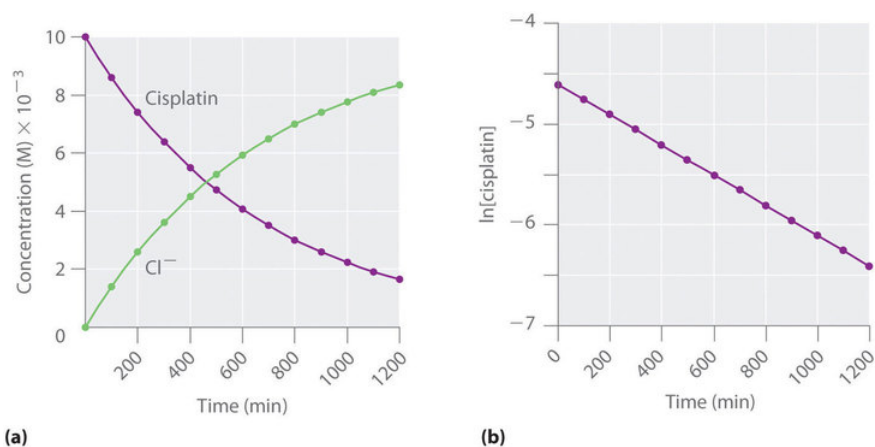 Concentration (M) × 10−3
10
8
6
4
2
0
Cisplatin
Cl−
200
400
600
800
1000
1200
Time (min)
(a)
ln[cisplatin]
−4
−5
−6
−7
0
200
400
600
800
1000
1200
Time (min)
(b)